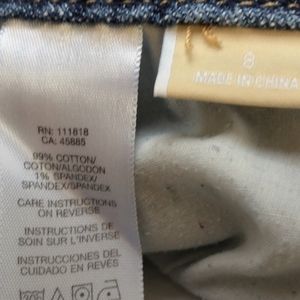 8
MADE IN CHINA
RN: 111818
CA: 45885
99% COTTON/
COTON/ALGODON
1% SPANDEX/
SPANDEX/SPANDEX
CARE INSTRUCTIONS
ON REVERSE
INSTRUCTIONS DE
SOIN SUR L'INVERSE
INSTRUCCIONES DEL
CUIDADO EN REVÉS